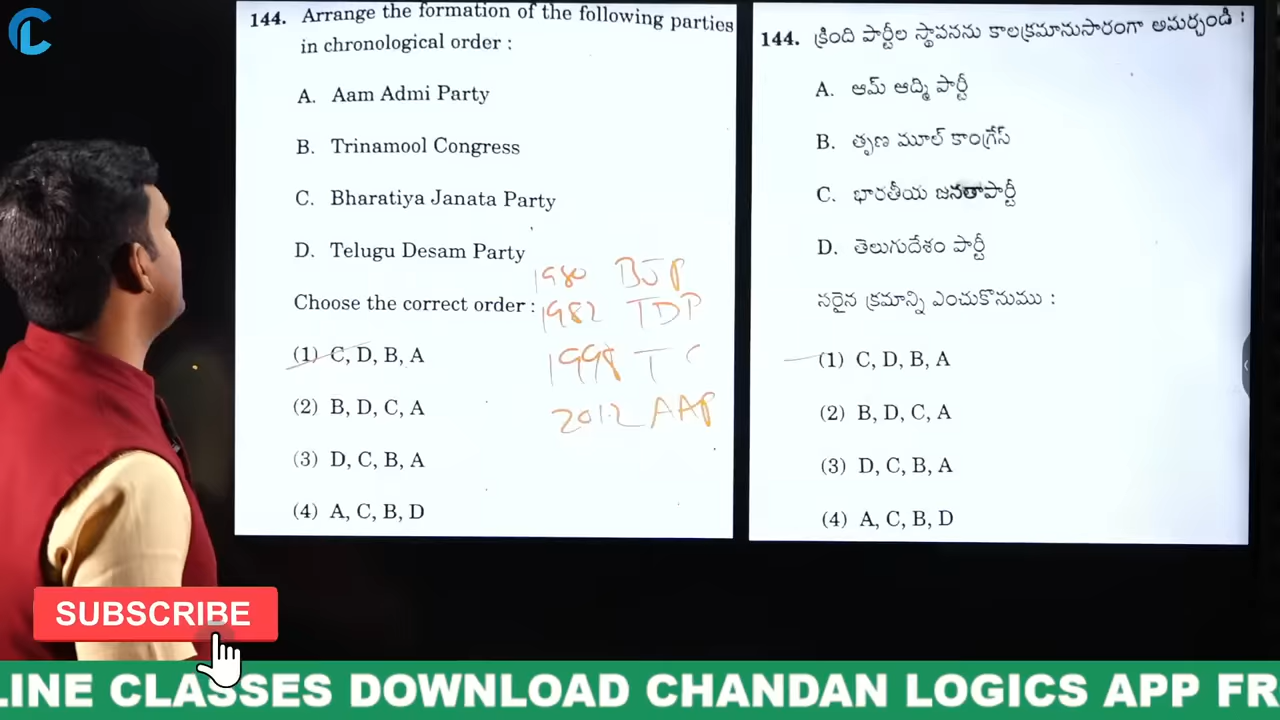 144. Arrange the formation of the following parties
in chronological order :
A. Aam Admi Party
B. Trinamool Congress
C. Bharatiya Janata Party
D. Telugu Desam Party
Choose the correct order :
(1) C, D, B, A
(2) B, D, C, A
(3) D, C, B, A
(4) A, C, B, D
1980 BJP
1982 TDP
1998 T C
2012 AAP
144. క్రింది పార్టీల స్థాపనను కాలక్రమానుసారంగా అమర్చండి :
A. ఆమ్ ఆద్మి పార్టీ
B. తృణ మూల్ కాంగ్రేస్
C. భారతీయ జనతాపార్టీ
D. తెలుగుదేశం పార్టీ
సరైన క్రమాన్ని ఎంచుకొనుము :
(1) C, D, B, A
(2) B, D, C, A
(3) D, C, B, A
(4) A, C, B, D
SUBSCRIBE
LINE CLASSES DOWNLOAD CHANDAN LOGICS APP FR